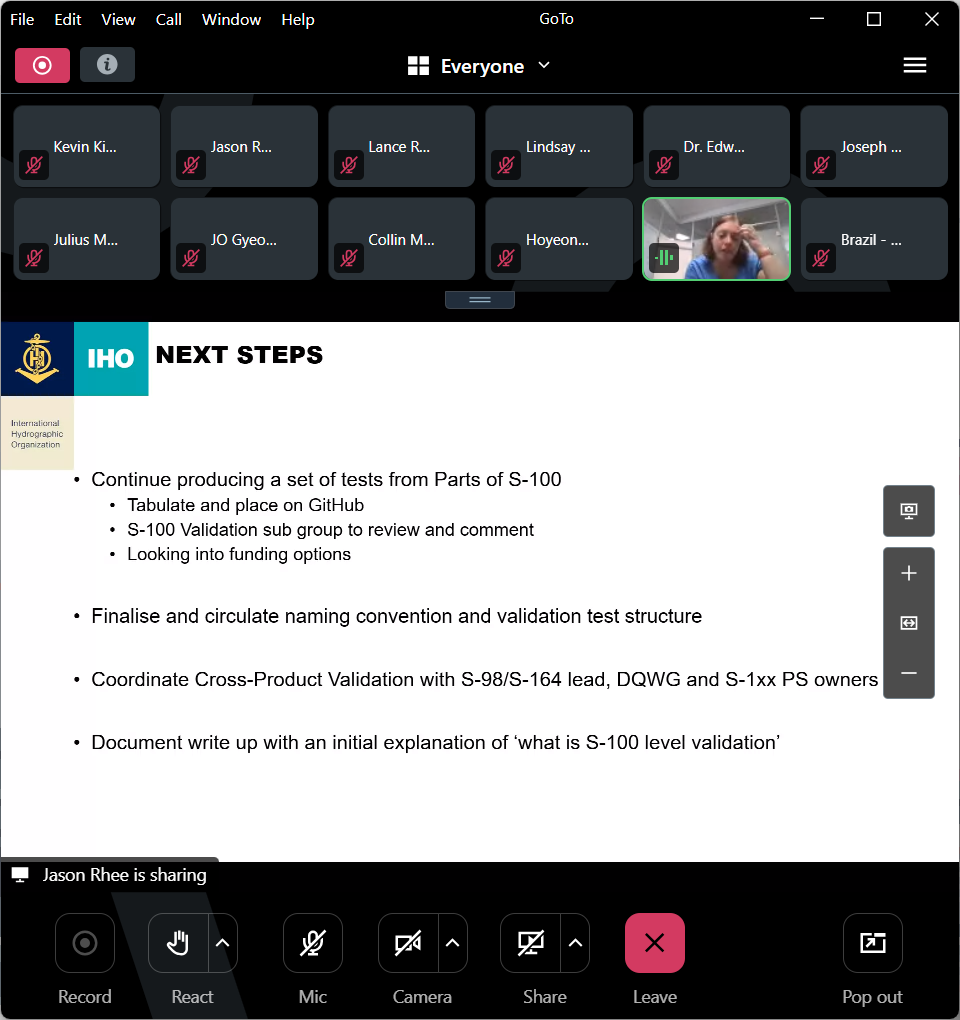 File Edit View Call Window Help GoTo
Everyone
Kevin Ki...
Jason R...
Lance R...
Lindsay ...
Dr. Edw...
Joseph ...
Julius M...
JO Gyeo...
Collin M...
Hoyeon...
Brazil - ...
IHO
NEXT STEPS
International
Hydrographic
Organization
• Continue producing a set of tests from Parts of S-100
• Tabulate and place on GitHub
• S-100 Validation sub group to review and comment
• Looking into funding options
• Finalise and circulate naming convention and validation test structure
• Coordinate Cross-Product Validation with S-98/S-164 lead, DQWG and S-1xx PS owners
• Document write up with an initial explanation of ‘what is S-100 level validation’
Jason Rhee is sharing
Record React Mic Camera Share Leave Pop out